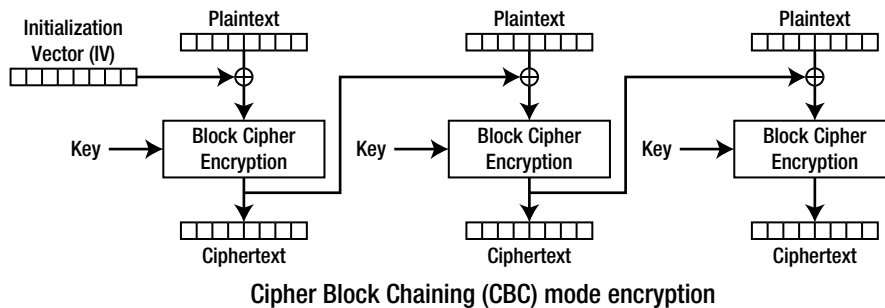 Initialization
Vector (IV)
Plaintext
Plaintext
Plaintext
Key
Block Cipher
Encryption
Key
Block Cipher
Encryption
Key
Block Cipher
Encryption
Ciphertext
Ciphertext
Ciphertext
Cipher Block Chaining (CBC) mode encryption